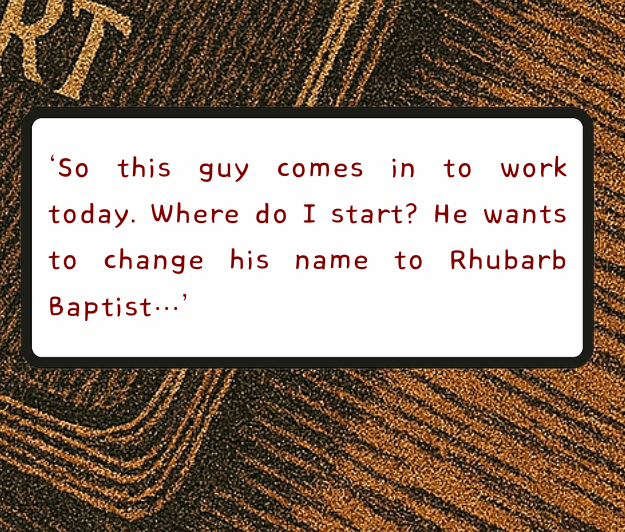 RT
‘So this guy comes in to work
today. Where do I start? He wants
to change his name to Rhubarb
Baptist…’